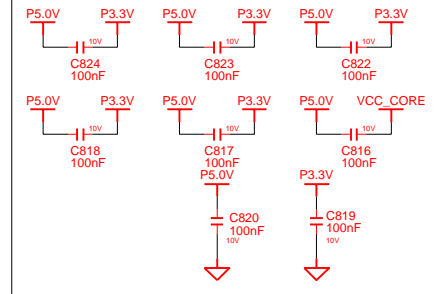 P5.0V P3.3V P5.0V P3.3V P5.0V P3.3V
10V 10V 10V
C824 C823 C822
100nF 100nF 100nF
P5.0V P3.3V P5.0V P3.3V P5.0V VCC_CORE
10V 10V 10V
C818 C817 C816
100nF 100nF 100nF
P5.0V P3.3V
C820 C819
100nF 100nF
10V 10V